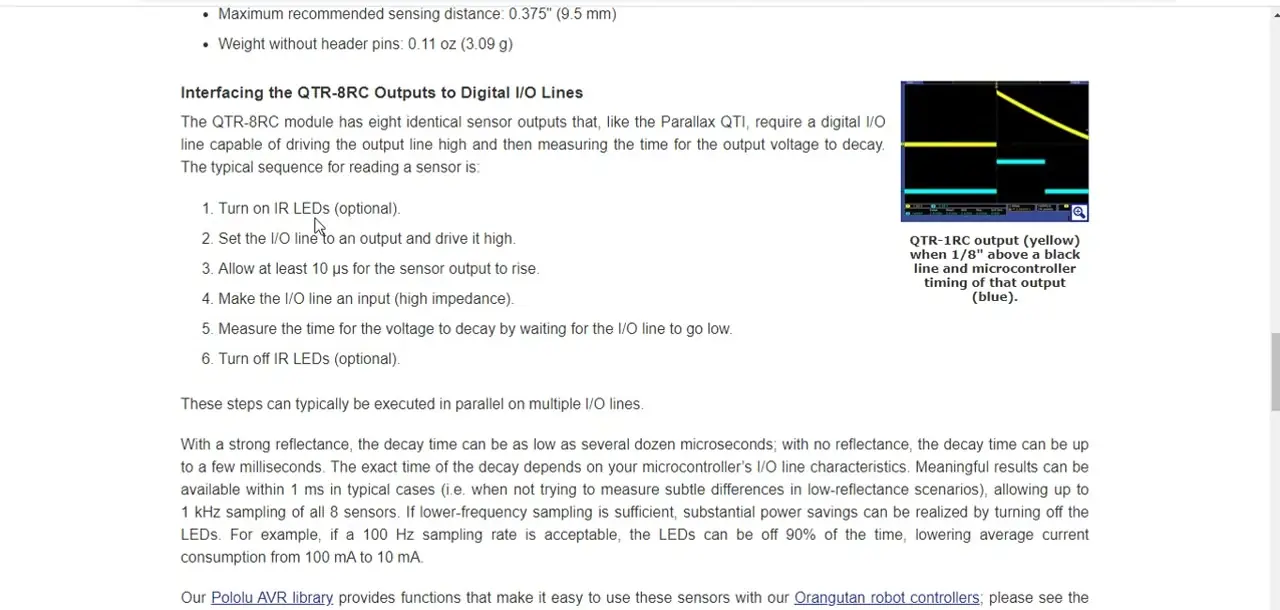 Maximum recommended sensing distance: 0.375" (9.5 mm)
Weight without header pins: 0.11 oz (3.09 g)
Interfacing the QTR-8RC Outputs to Digital I/O Lines
The QTR-8RC module has eight identical sensor outputs that, like the Parallax QTI, require a digital I/O
line capable of driving the output line high and then measuring the time for the output voltage to decay.
The typical sequence for reading a sensor is:
1. Turn on IR LEDs (optional).
2. Set the I/O line to an output and drive it high.
3. Allow at least 10 μs for the sensor output to rise.
4. Make the I/O line an input (high impedance).
5. Measure the time for the voltage to decay by waiting for the I/O line to go low.
6. Turn off IR LEDs (optional).
QTR-1RC output (yellow)
when 1/8" above a black
line and microcontroller
timing of that output
(blue).
These steps can typically be executed in parallel on multiple I/O lines.
With a strong reflectance, the decay time can be as low as several dozen microseconds; with no reflectance, the decay time can be up
to a few milliseconds. The exact time of the decay depends on your microcontroller's I/O line characteristics. Meaningful results can be
available within 1 ms in typical cases (i.e. when not trying to measure subtle differences in low-reflectance scenarios), allowing up to
1 kHz sampling of all 8 sensors. If lower-frequency sampling is sufficient, substantial power savings can be realized by turning off the
LEDs. For example, if a 100 Hz sampling rate is acceptable, the LEDs can be off 90% of the time, lowering average current
consumption from 100 mA to 10 mA.
Our Pololu AVR library provides functions that make it easy to use these sensors with our Orangutan robot controllers; please see the